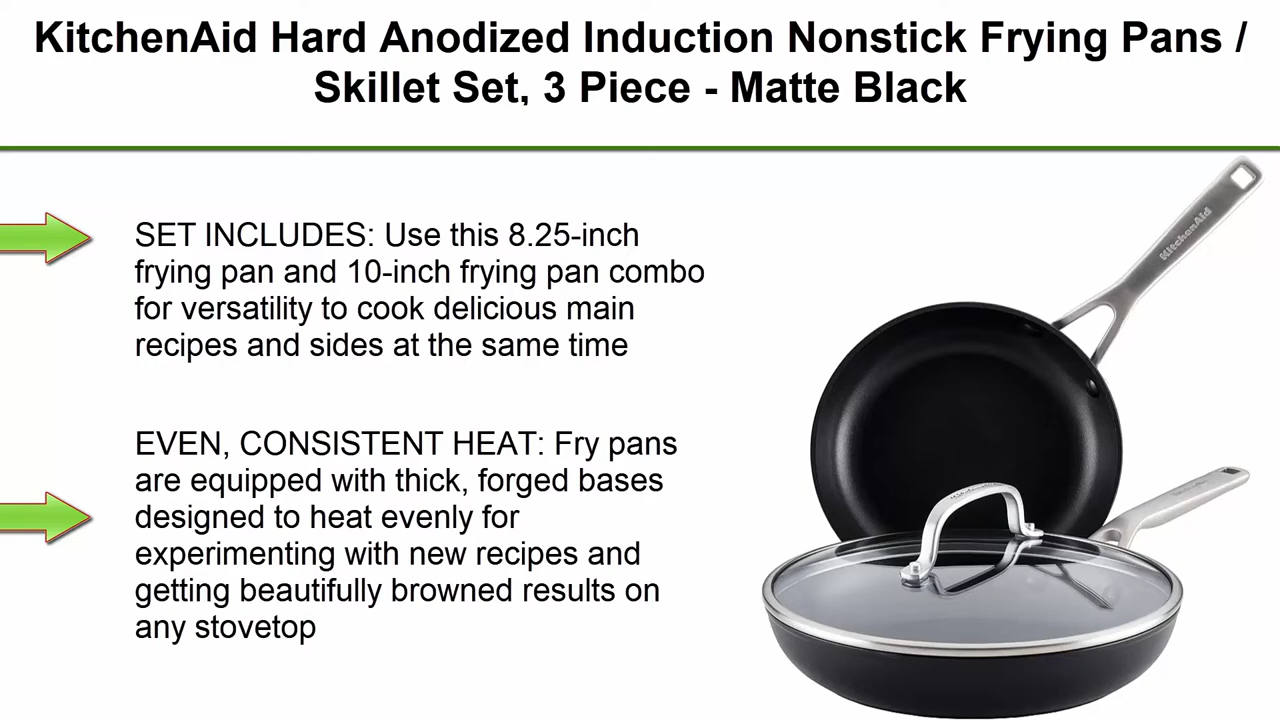 KitchenAid Hard Anodized Induction Nonstick Frying Pans /
Skillet Set, 3 Piece - Matte Black
SET INCLUDES: Use this 8.25-inch
frying pan and 10-inch frying pan combo
for versatility to cook delicious main
recipes and sides at the same time
EVEN, CONSISTENT HEAT: Fry pans
are equipped with thick, forged bases
designed to heat evenly for
experimenting with new recipes and
getting beautifully browned results on
any stovetop
KitchenAid